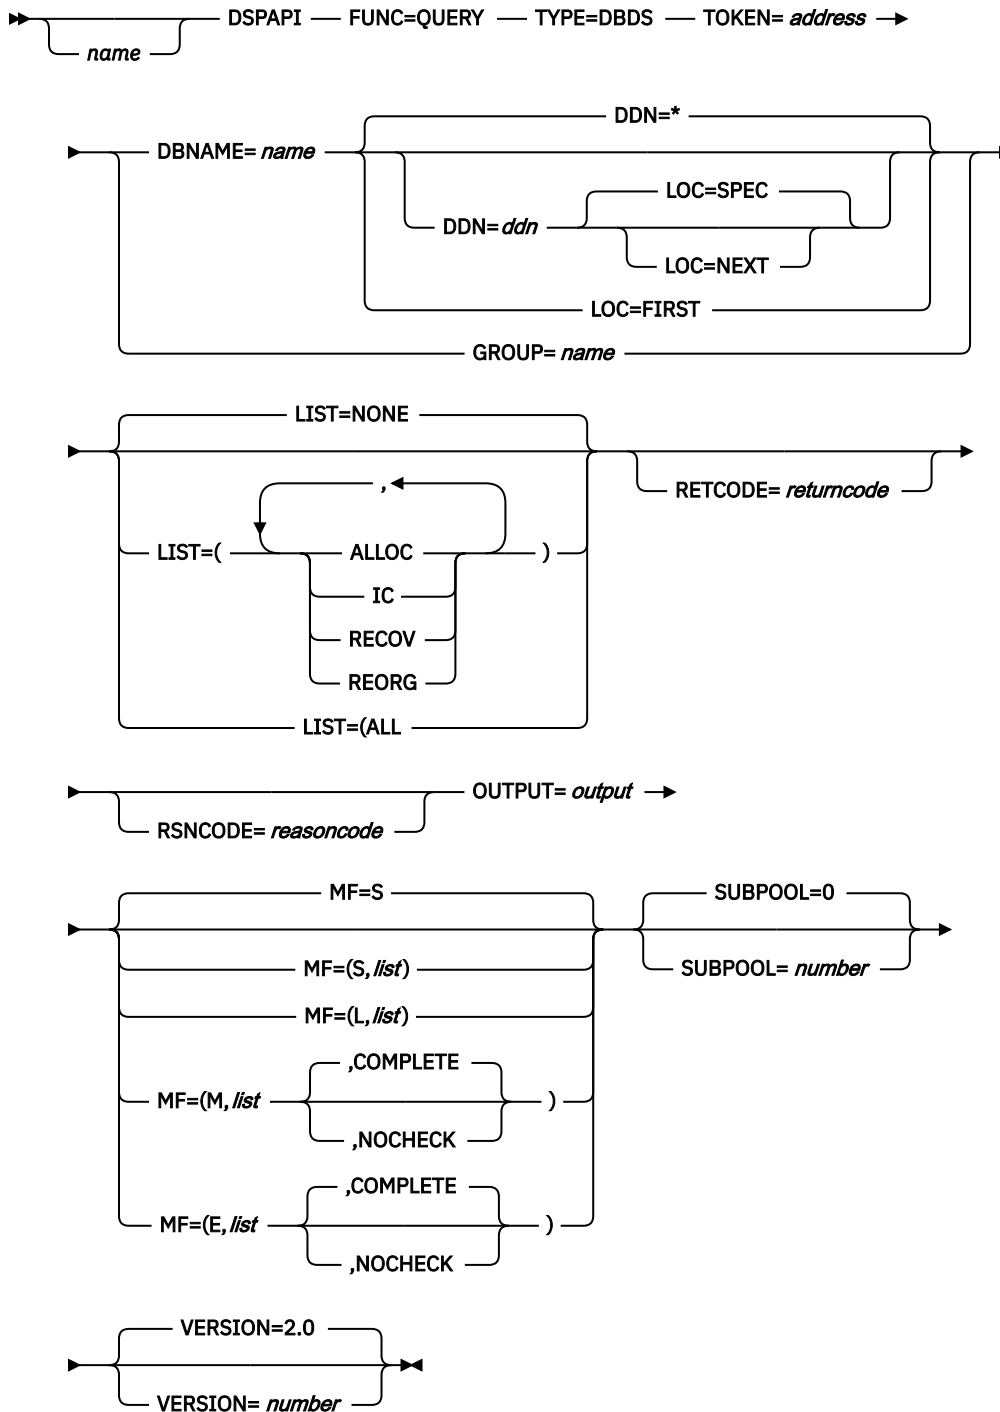 DSPAPI FUNC=QUERY TYPE=DBDS TOKEN= address
name
DDN=*
DBNAME= name
LOC=SPEC
DDN= ddn
LOC=NEXT
LOC=FIRST
GROUP= name
LIST=NONE
,
RETCODE= returncode
LIST=( ALLOC )
IC
RECOV
REORG
LIST=(ALL
OUTPUT= output
RSNCODE= reasoncode
MF=S SUBPOOL=0
MF=(S, list) SUBPOOL= number
MF=(L, list)
,COMPLETE
MF=(M, list )
,NOCHECK
,COMPLETE
MF=(E, list )
,NOCHECK
VERSION=2.0
VERSION= number